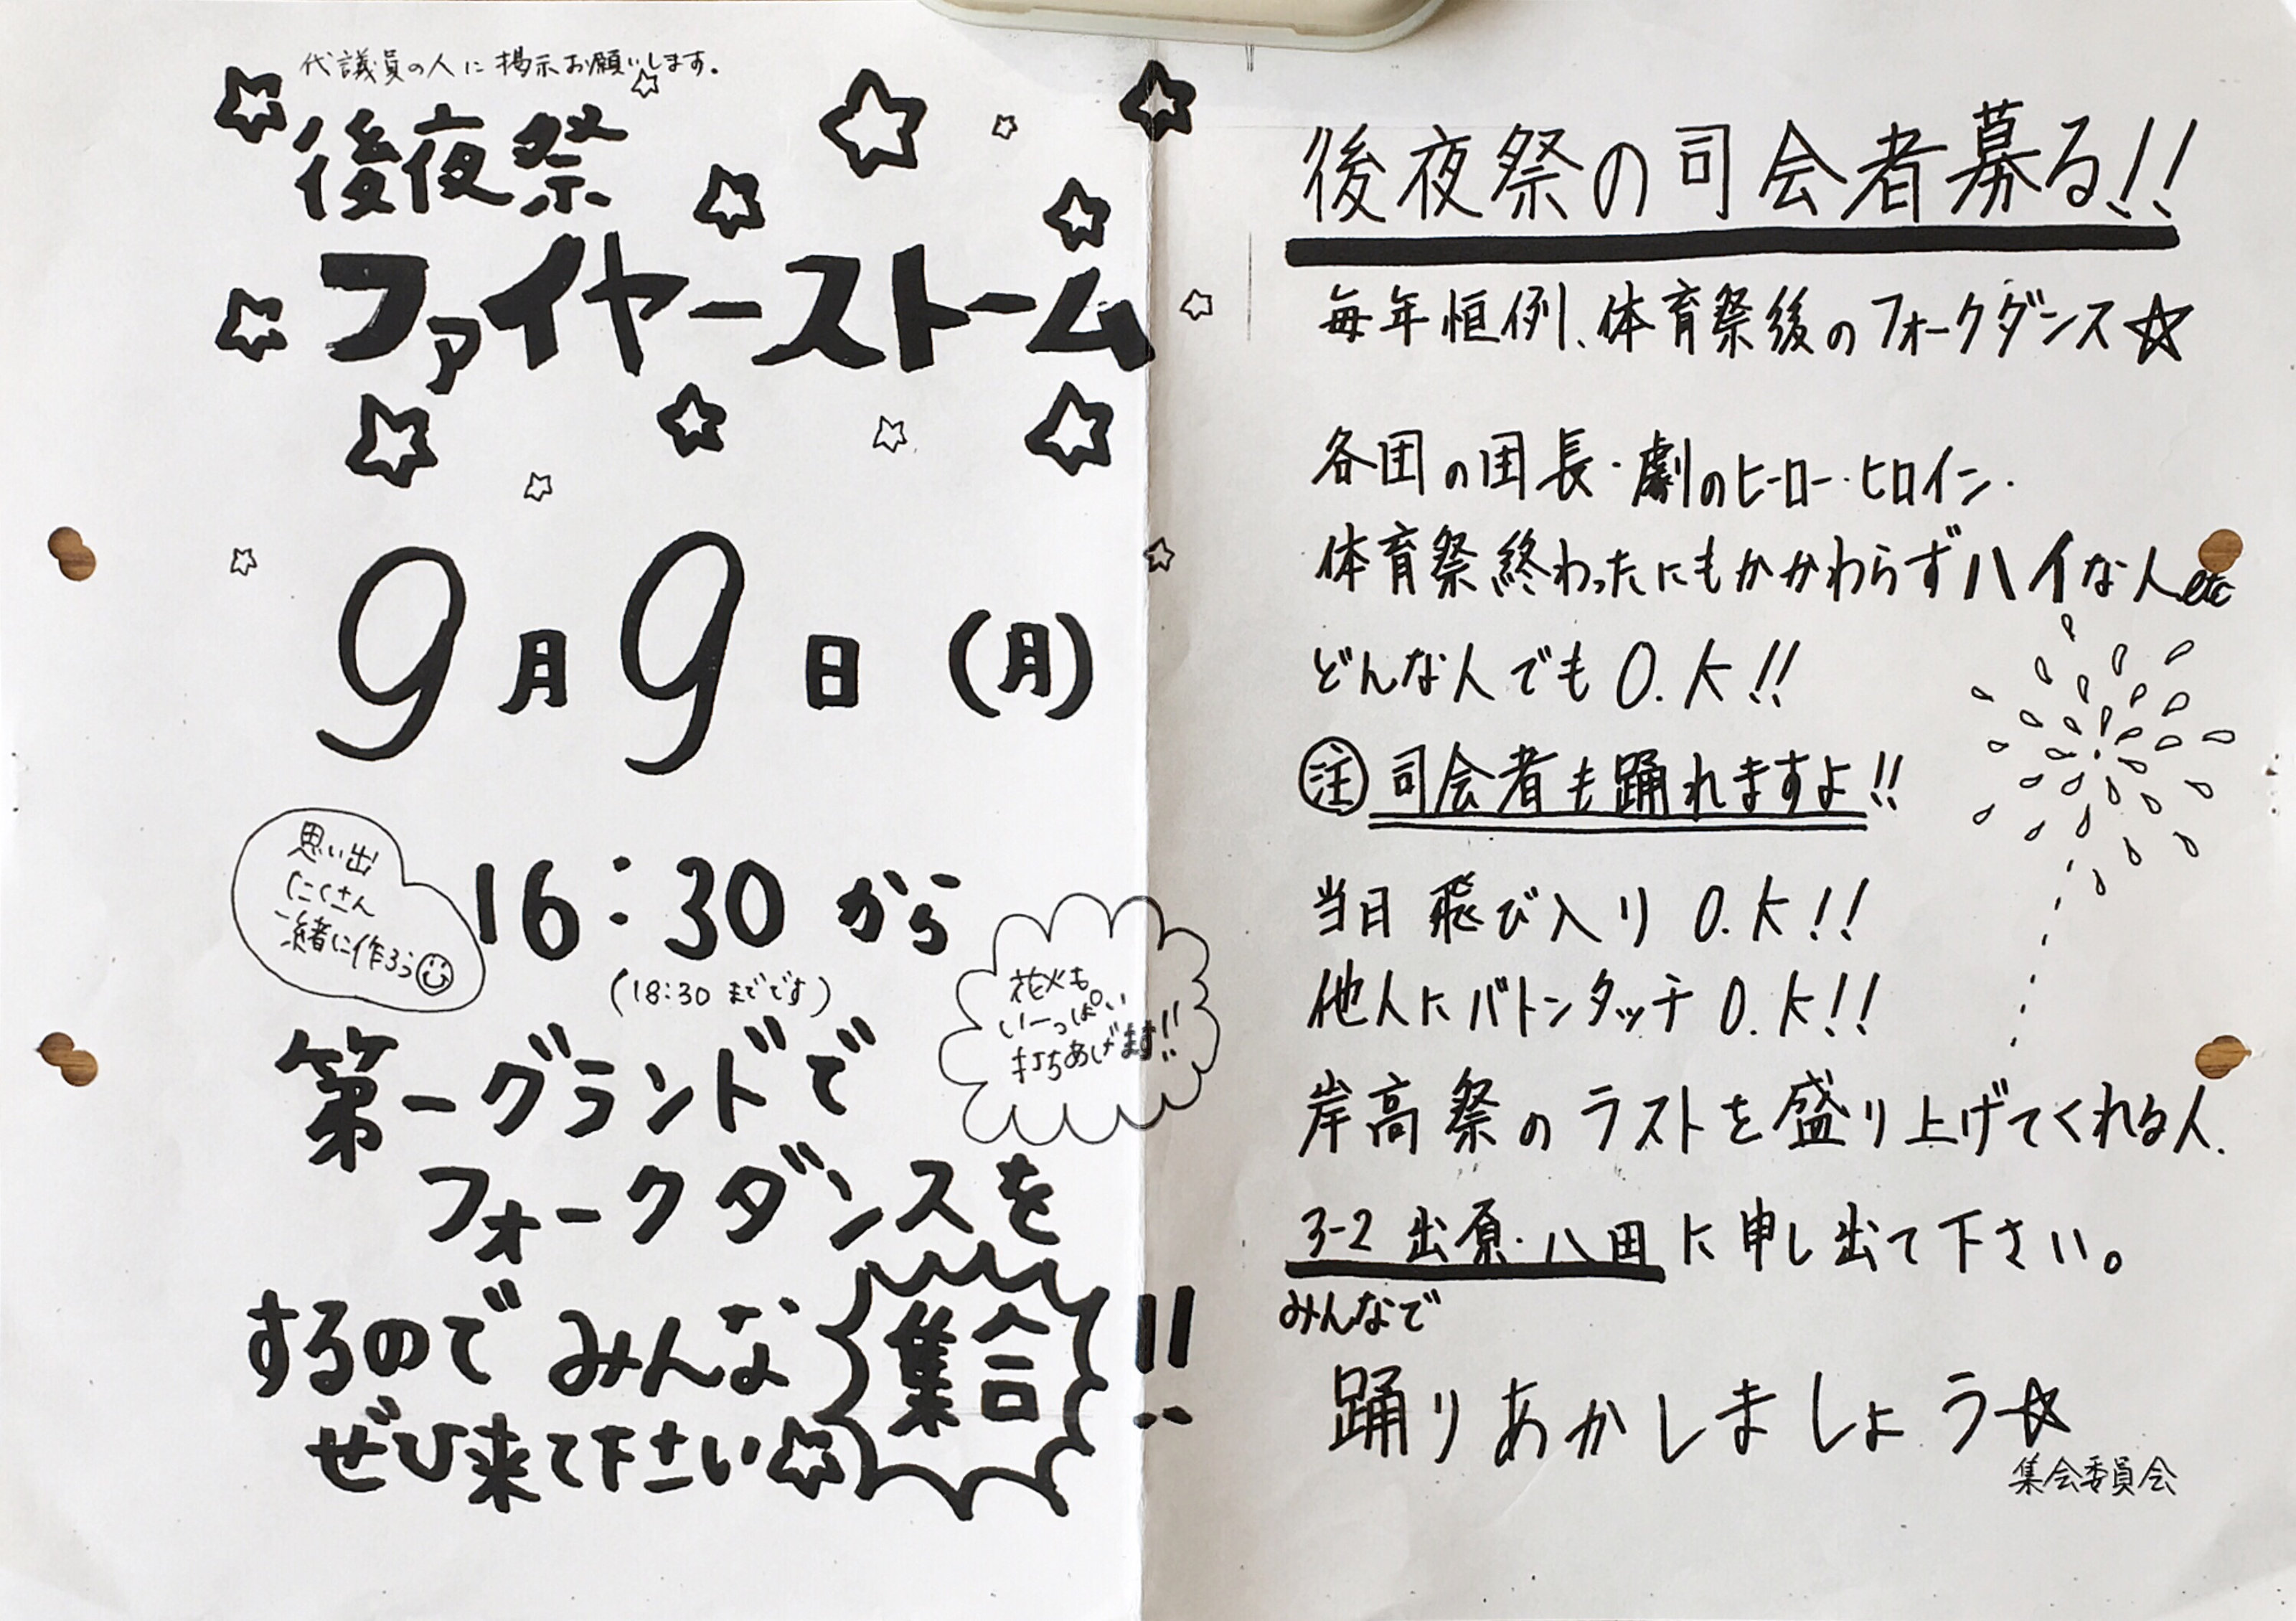 代議員の人に掲示お願いします。
後夜祭
ファイヤーストーム
9月9日(月)
思い出
たくさん
一緒に作ろう
16:30から
(18:30までです)
花火も
いーっぱい
打ちあげます!!
第一グランドで
フォークダンスを
するのでみんな集合!!
ぜひ来て下さい☆
後夜祭の司会者募る!!
毎年恒例、体育祭後のフォークダンス☆
各団の団長・劇のヒーロー・ヒロイン・
体育祭終わったにもかかわらずハイな人etc
どんな人でもO.K!!
注 司会者も踊れますよ!!
当日飛び入りO.K!!
他人にバトンタッチO.K!!
岸高祭のラストを盛り上げてくれる人.
3-2 出原・八田に申し出て下さい。
みんなで
踊りあかしましょう☆
集会委員会